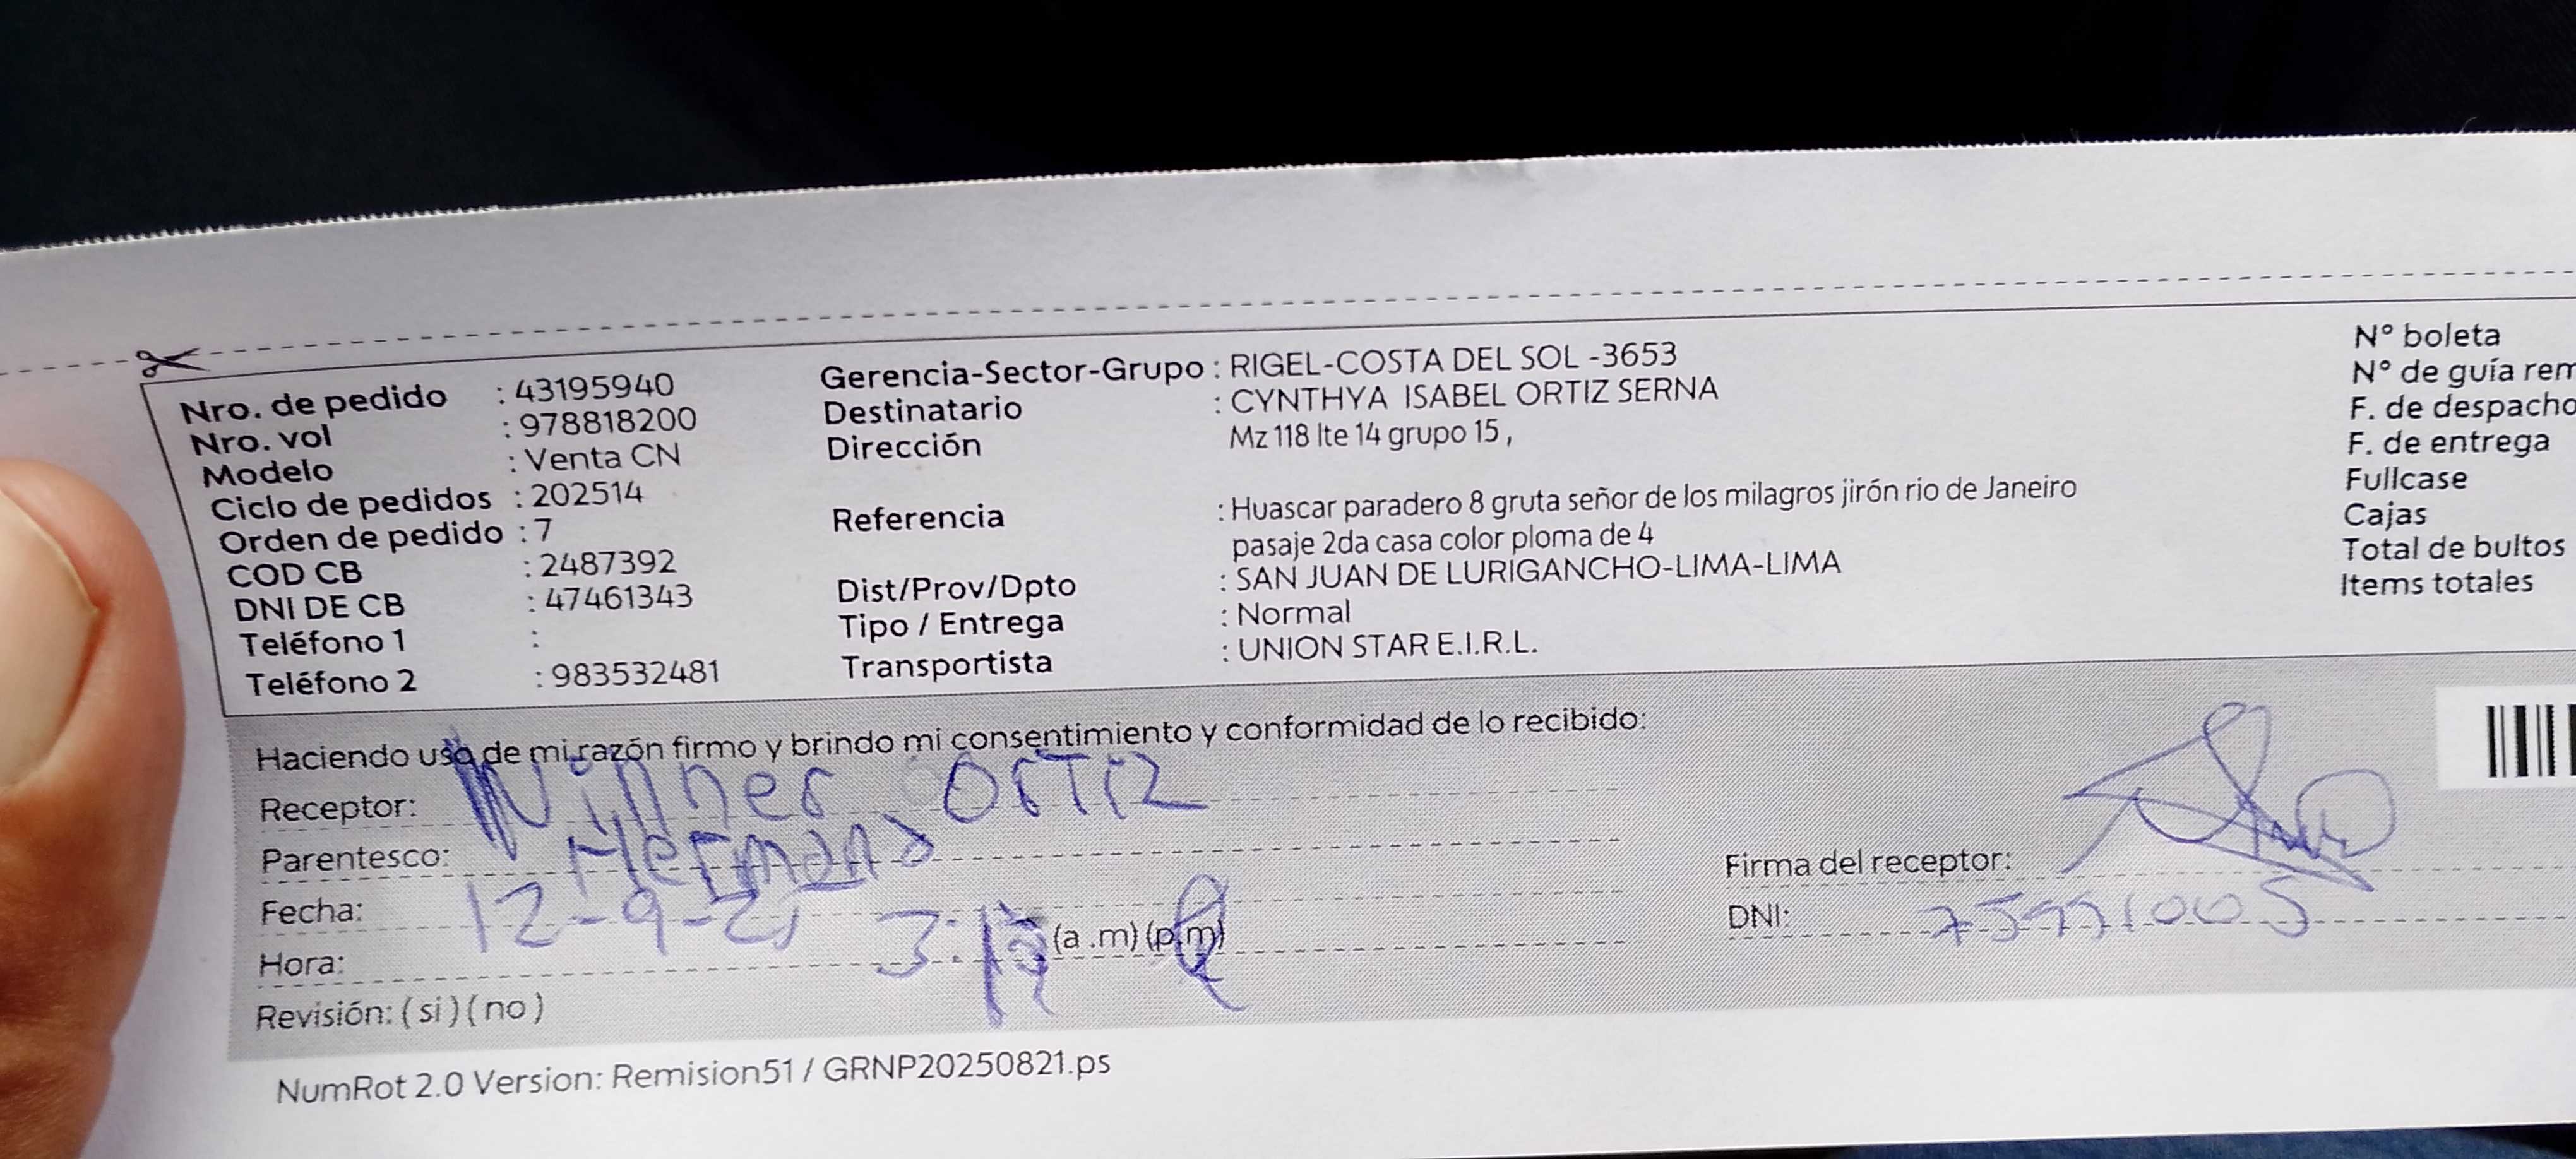 Nro. de pedido : 43195940
Nro. vol : 978818200
Modelo : Venta CN
Ciclo de pedidos : 202514
Orden de pedido : 7
COD CB : 2487392
DNI DE CB : 47461343
Teléfono 1 :
Teléfono 2 : 983532481
Gerencia-Sector-Grupo : RIGEL-COSTA DEL SOL -3653
Destinatario : CYNTHYA ISABEL ORTIZ SERNA
Dirección Mz 118 lte 14 grupo 15 ,
Referencia : Huascar paradero 8 gruta señor de los milagros jirón rio de Janeiro
pasaje 2da casa color ploma de 4
Dist/Prov/Dpto : SAN JUAN DE LURIGANCHO-LIMA-LIMA
Tipo / Entrega : Normal
Transportista : UNION STAR E.I.R.L.
N° boleta
N° de guía rem
F. de despacho
F. de entrega
Fullcase
Cajas
Total de bultos
Items totales
Haciendo uso de mi razón firmo y brindo mi consentimiento y conformidad de lo recibido:
Receptor: ORTIZ
Parentesco: Hermano
Fecha: 12-9-25
Hora: (a .m) (p.m)
Revisión: ( si ) ( no )
Firma del receptor:
DNI:
NumRot 2.0 Version: Remision51 / GRNP20250821.ps